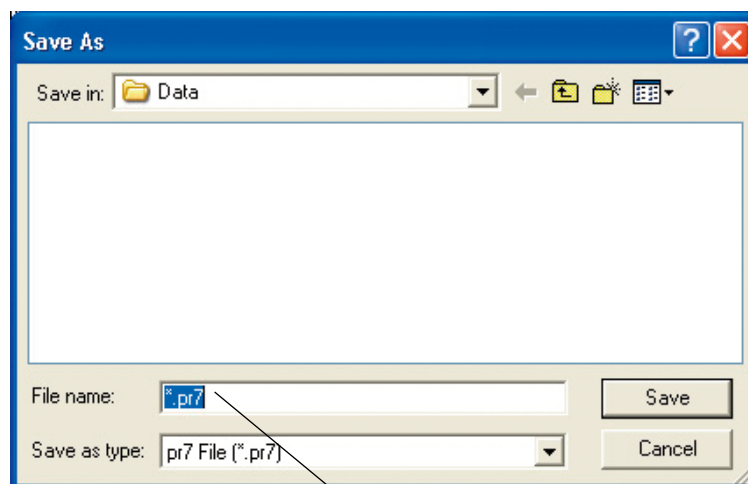 Save As
Save in: Data
File name: *.pr7 Save
Save as type: pr7 File (*.pr7) Cancel